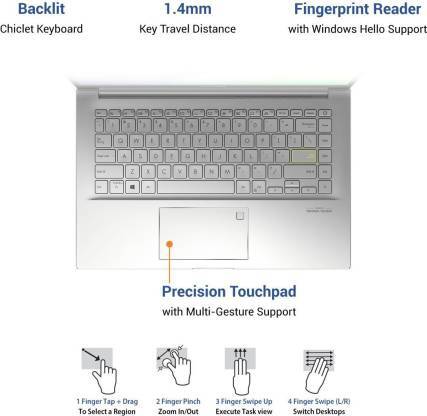 Backlit
Chiclet Keyboard
1.4mm
Key Travel Distance
Fingerprint Reader
with Windows Hello Support
Precision Touchpad
with Multi-Gesture Support
1 Finger Tap + Drag
To Select a Region
2 Finger Pinch
Zoom In/Out
3 Finger Swipe Up
Execute Task view
4 Finger Swipe (L/R)
Switch Desktops